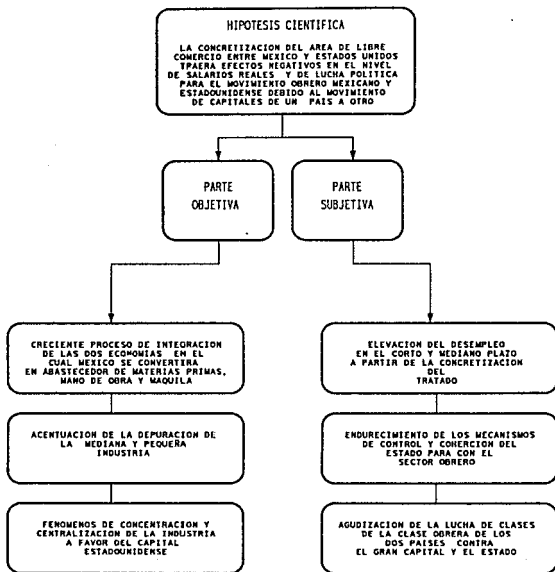 HIPOTESIS CIENTIFICA
LA CONCRETIZACION DEL AREA DE LIBRE
COMERCIO ENTRE MEXICO Y ESTADOS UNIDOS
TPAERA EFECTOS NEGATIVOS EN EL NIVEL
DE SALARIOS REALES Y DE LUCHA POLITICA
PARA EL MOVIMIENTO OBRERO MEXICANO Y
ESTADOUNIDENSE DEBIDO AL MOVIMIENTO
DE CAPITALES DE UN PAIS A OTRO
PARTE
OBJETIVA
PARTE
SUBJETIVA
CRECIENTE PROCESO DE INTEGRACION
DE LAS DOS ECONOMIAS EN EL
CUAL MEXICO SE CONVERTIRA
EN ABASTECEDOR DE MATERIAS PRIMAS,
MANO DE OBRA Y MAQUILA
ACENTUACION DE LA DEPURACION DE
LA MEDIANA Y PEQUEÑA
INDUSTRIA
FENOMENOS DE CONCENTRACION Y
CENTRALIZACION DE LA INDUSTRIA
A FAVOR DEL CAPITAL
ESTADOUNIDENSE
ELEVACION DEL DESEMPLEO
EN EL CORTO Y MEDIANO PLAZO
A PARTIR DE LA CONCRETIZACION
DEL
TRATADO
ENDURECIMIENTO DE LOS MECANISMOS
DE CONTROL Y COHERCION DEL
ESTADO PARA CON EL
SECTOR OBRERO
AGUDIZACION DE LA LUCHA DE CLASES
DE LA CLASE OBRERA DE LOS
DOS PAISES CONTRA
EL GRAN CAPITAL Y EL ESTADO